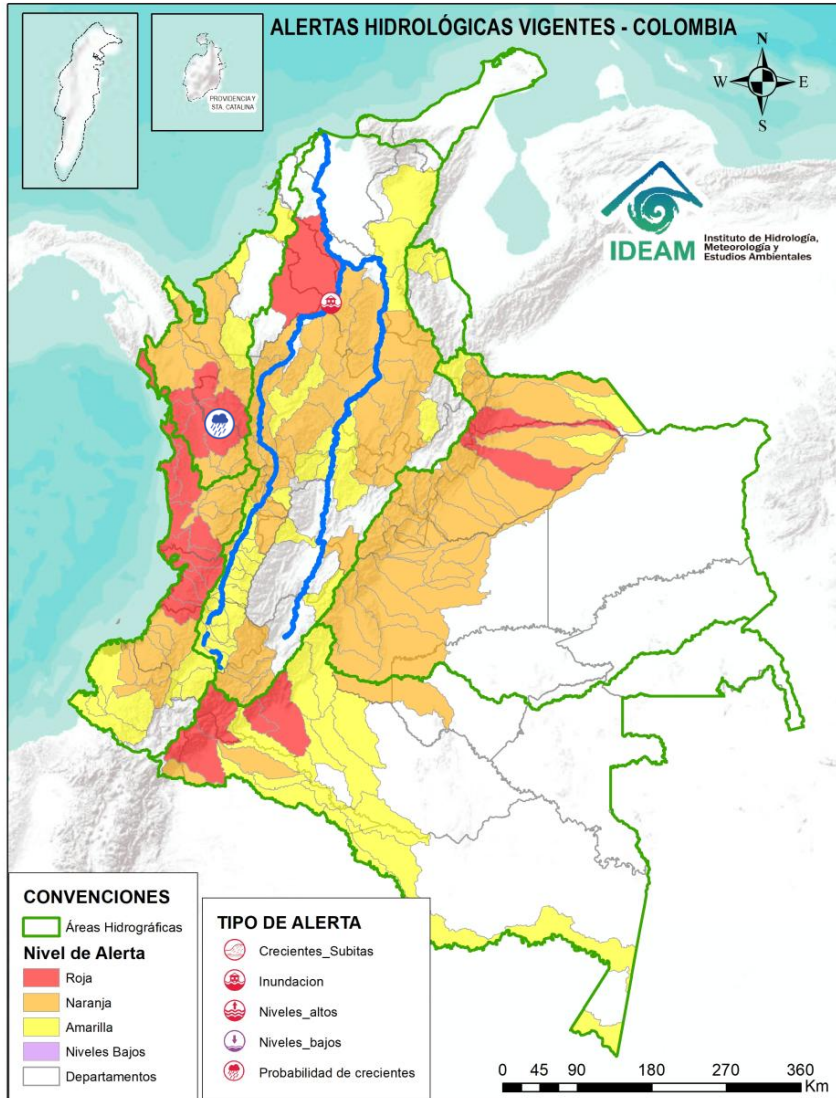 ALERTAS HIDROLÓGICAS VIGENTES - COLOMBIA
PROVIDENCIA Y
STA. CATALINA
N
W
E
S
IDEAM
Instituto de Hidrología,
Meteorología y
Estudios Ambientales
CONVENCIONES
Áreas Hidrográficas
Nivel de Alerta
Roja
Naranja
Amarilla
Niveles Bajos
Departamentos
TIPO DE ALERTA
Crecientes_Subitas
Inundacion
Niveles_altos
Niveles_bajos
Probabilidad de crecientes
0 45 90 180 270 360
Km